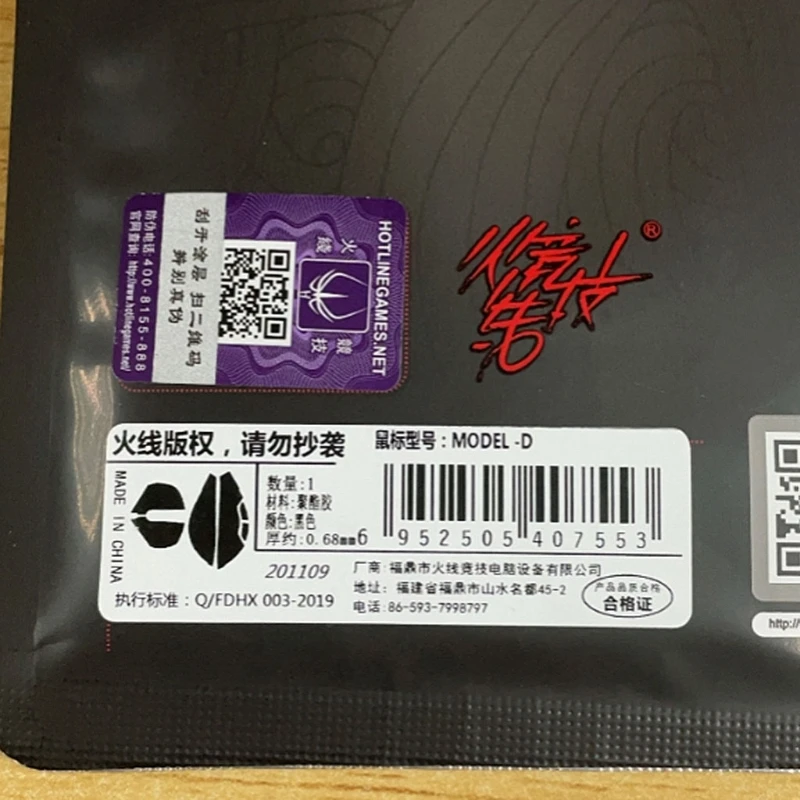 HOTLINEGAMES.NET
火线
競技
刮开涂层 扫二维码
辨别真伪
防伪电话:400-8155-888
官网查询: http://www.hotlinegames.net/
®
火线版权，请勿抄袭
鼠标型号：MODEL -D
MADE IN CHINA
数量:1
材料:聚酯胶
颜色:黑色
厚约:0.68mm
6 952505 407553
201109
执行标准：Q/FDHX 003-2019
厂商: 福鼎市火线竞技电脑设备有限公司
地址: 福建省福鼎市山水名都45-2
电话:86-593-7998797
产品品质合格
合格证
http://